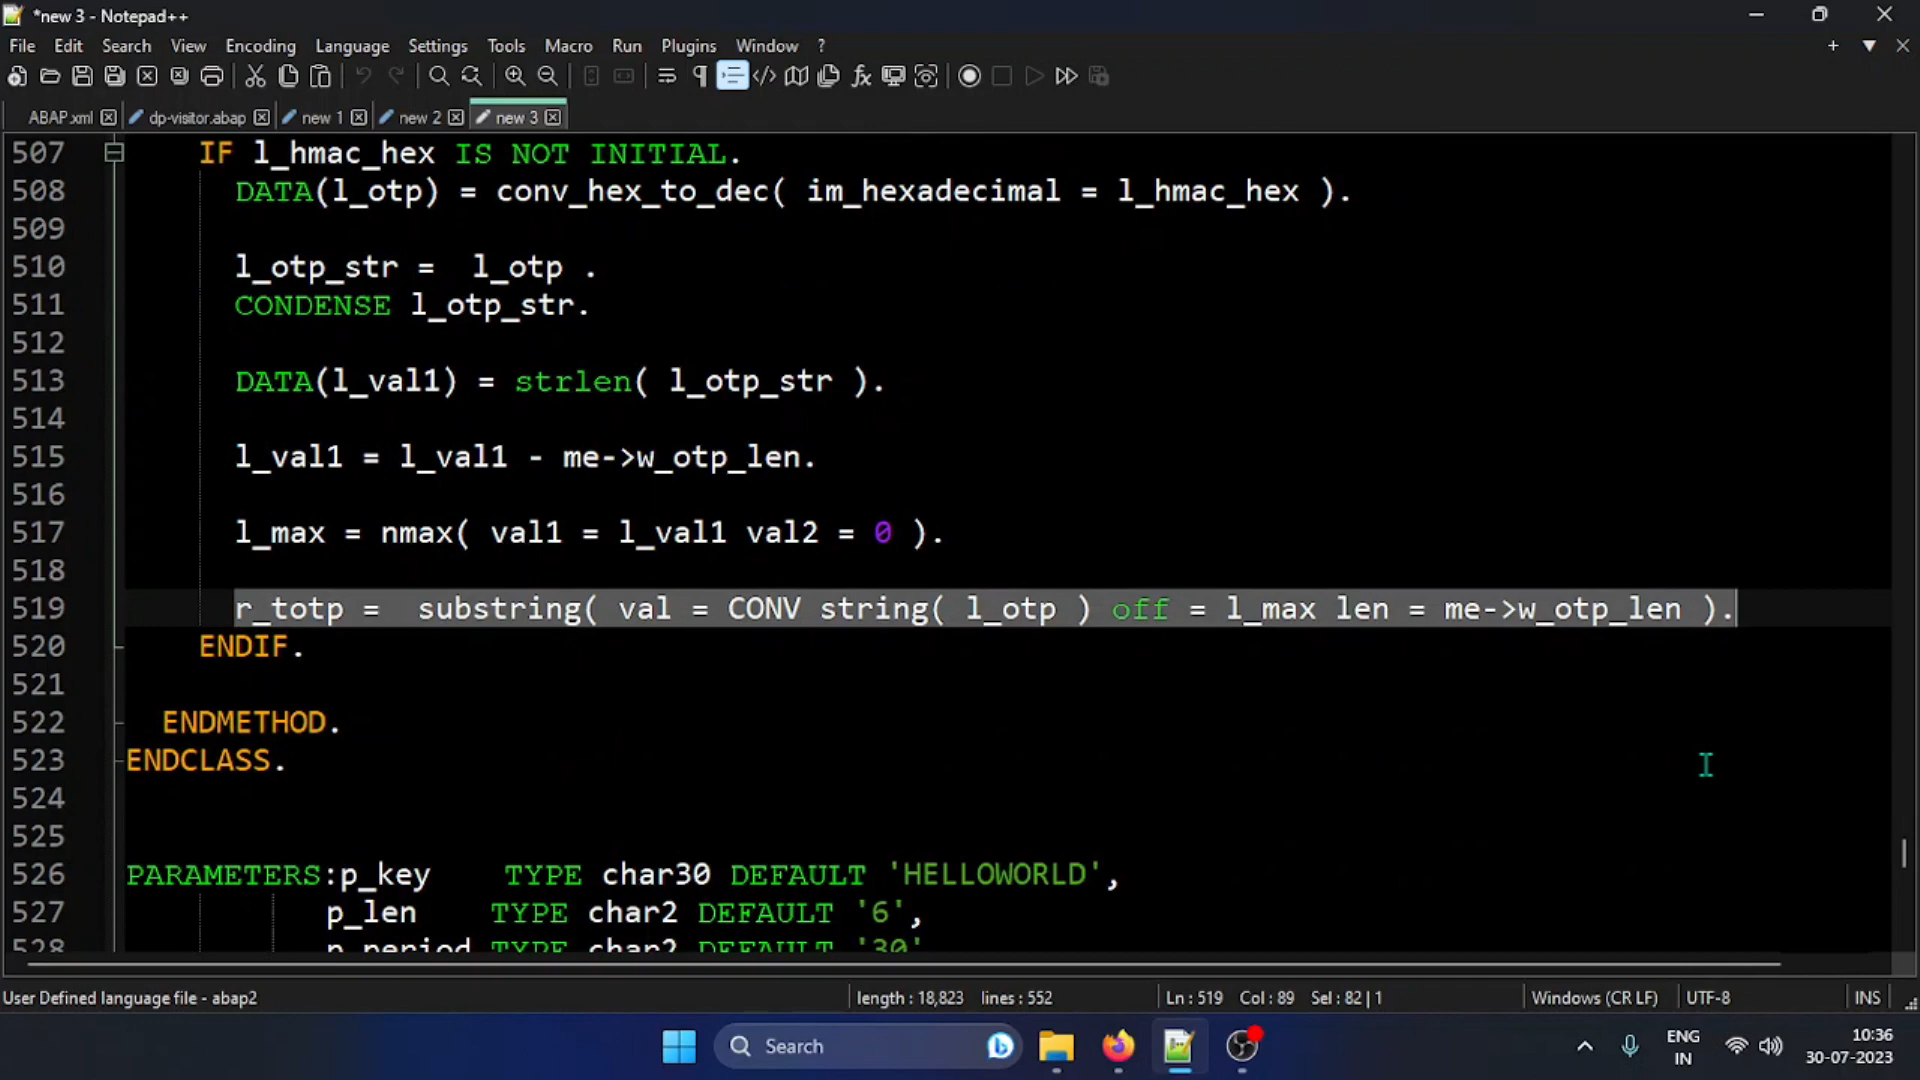 *new 3 - Notepad++
File Edit Search View Encoding Language Settings Tools Macro Run Plugins Window ?
ABAP.xml dp-visitor.abap new 1 new 2 new 3
507 IF l_hmac_hex IS NOT INITIAL.
508 DATA(l_otp) = conv_hex_to_dec( im_hexadecimal = l_hmac_hex ).
509
510 l_otp_str =  l_otp .
511 CONDENSE l_otp_str.
512
513 DATA(l_val1) = strlen( l_otp_str ).
514
515 l_val1 = l_val1 - me->w_otp_len.
516
517 l_max = nmax( val1 = l_val1 val2 = 0 ).
518
519 r_totp =  substring( val = CONV string( l_otp ) off = l_max len = me->w_otp_len ).
520 ENDIF.
521
522 ENDMETHOD.
523 ENDCLASS.
524
525
526 PARAMETERS:p_key    TYPE char30 DEFAULT 'HELLOWORLD',
527 p_len    TYPE char2 DEFAULT '6',
528 p_period TYPE char2 DEFAULT '30'
User Defined language file - abap2 length : 18,823 lines : 552 Ln : 519 Col : 89 Sel : 82 | 1 Windows (CR LF) UTF-8 INS
Search ENG IN 10:36 30-07-2023